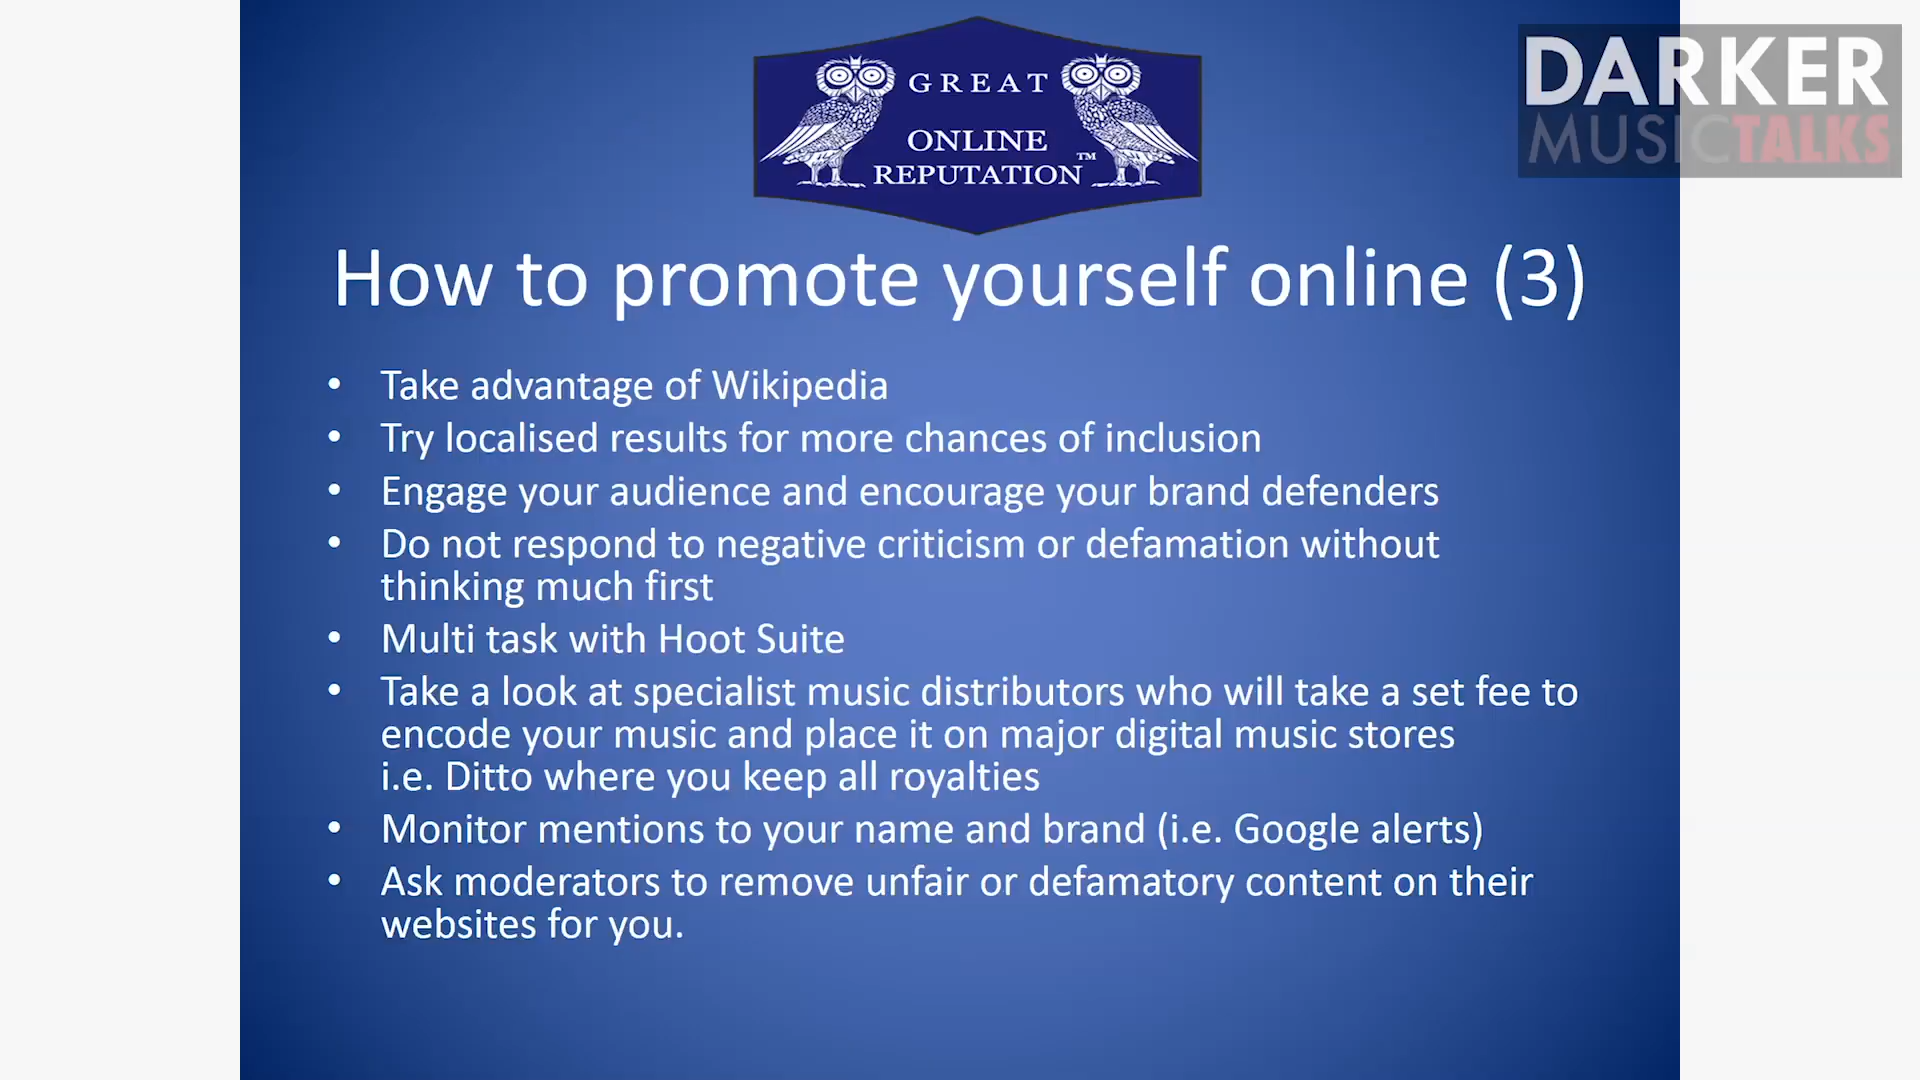 GREAT
ONLINE
REPUTATION™
DARKER
MUSICTALKS
How to promote yourself online (3)
• Take advantage of Wikipedia
• Try localised results for more chances of inclusion
• Engage your audience and encourage your brand defenders
• Do not respond to negative criticism or defamation without
thinking much first
• Multi task with Hoot Suite
• Take a look at specialist music distributors who will take a set fee to
encode your music and place it on major digital music stores
i.e. Ditto where you keep all royalties
• Monitor mentions to your name and brand (i.e. Google alerts)
• Ask moderators to remove unfair or defamatory content on their
websites for you.